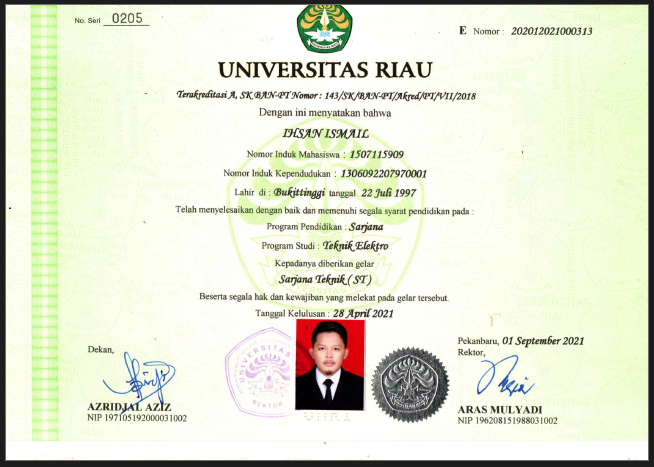 No. Seri 0205
E Nomor : 202012021000313
UNIVERSITAS RIAU
Terakreditasi A, SK BAN-PT Nomor : 143/SK/BAN-PT/Akred/PT/VII/2018
Dengan ini menyatakan bahwa
IHSAN ISMAIL
Nomor Induk Mahasiswa : 1507115909
Nomor Induk Kependudukan : 1306092207970001
Lahir di : Bukittinggi tanggal 22 Juli 1997
Telah menyelesaikan dengan baik dan memenuhi segala syarat pendidikan pada :
Program Pendidikan : Sarjana
Program Studi : Teknik Elektro
Kepadanya diberikan gelar
Sarjana Teknik ( ST )
Beserta segala hak dan kewajiban yang melekat pada gelar tersebut.
Tanggal Kelulusan : 28 April 2021
Dekan,
AZRIDJAL AZIZ
NIP 197105192000031002
UNIVERSITAS
REKTOR
Pekanbaru, 01 September 2021
Rektor,
ARAS MULYADI
NIP 196208151988031002